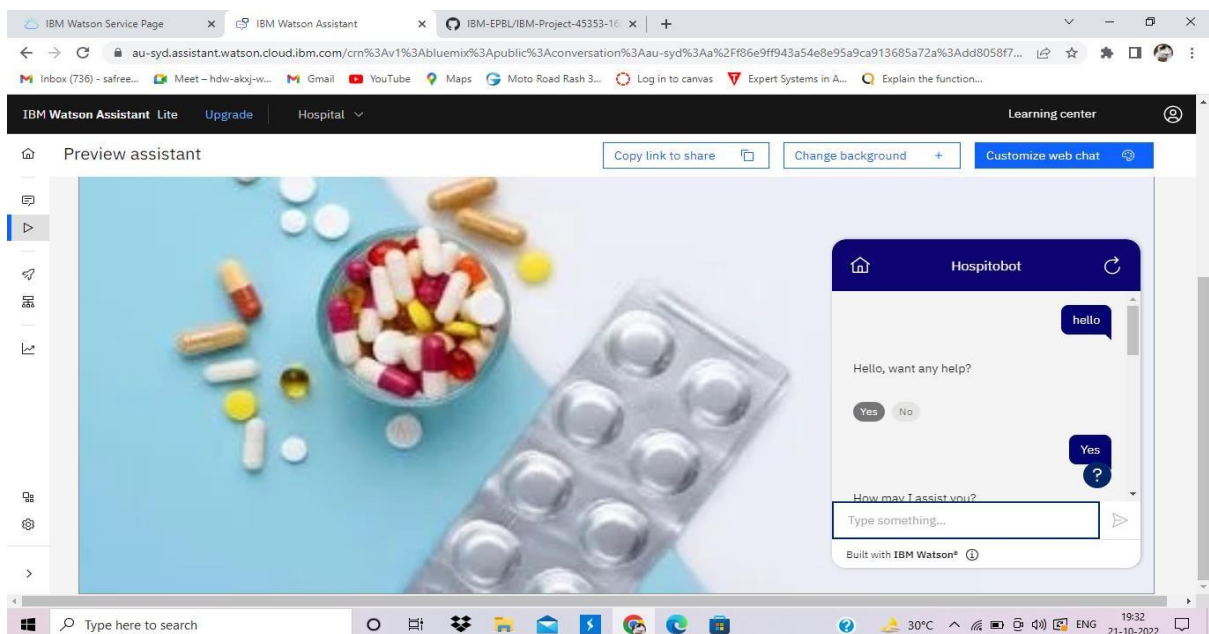 IBM Watson Service Page
IBM Watson Assistant
IBM-EPBL/IBM-Project-45353-16
au-syd.assistant.watson.cloud.ibm.com/crn%3Av1%3Abluemix%3Apublic%3Aconversation%3Aau-syd%3Aa%2Ff86e9ff943a54e8e95a9ca913685a72a%3Add8058f7...
Inbox (736) - safree... Meet – hdw-akxj-w... Gmail YouTube Maps Moto Road Rash 3... Log in to canvas Expert Systems in A... Explain the function...
IBM Watson Assistant Lite Upgrade Hospital Learning center
Preview assistant Copy link to share Change background + Customize web chat
Hospitobot
hello
Hello, want any help?
Yes No
Yes
?
How may I assist you?
Type something...
Built with IBM Watson®
Type here to search 30°C ENG 19:32
21-10-2022